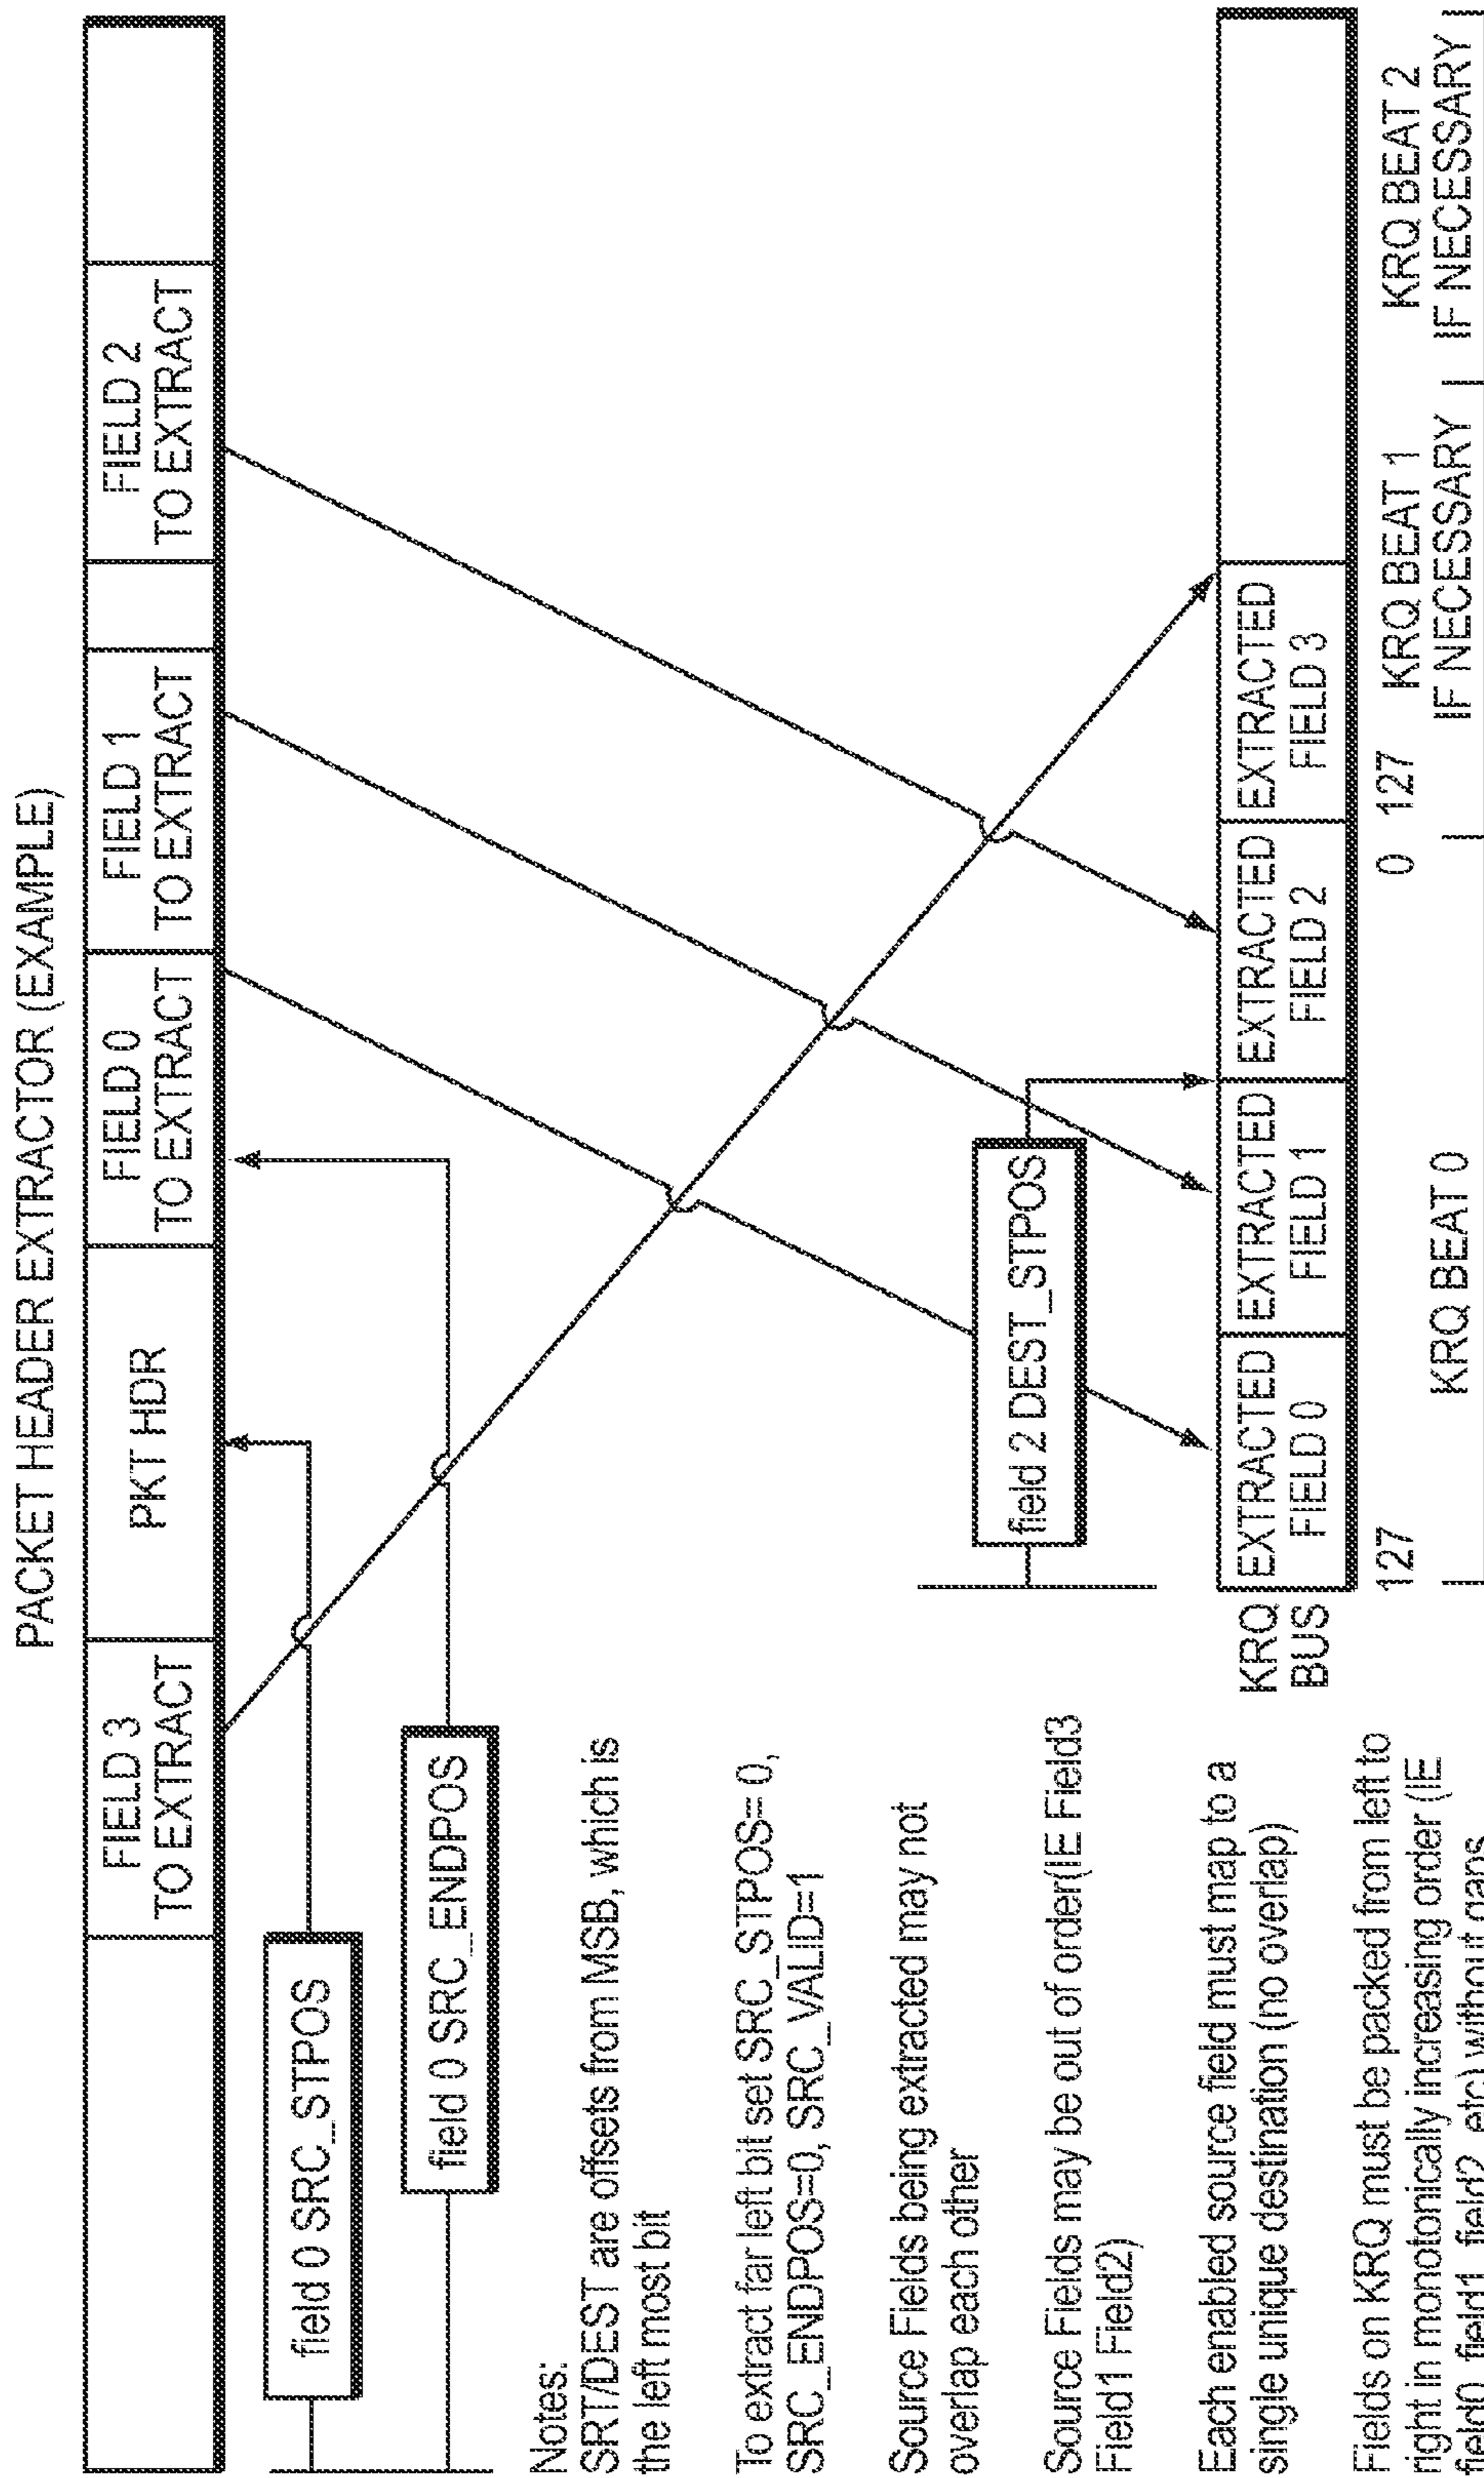 PACKET HEADER EXTRACTOR (EXAMPLE)
FIELD 3
TO EXTRACT
PKT HDR
FIELD 0
TO EXTRACT
FIELD 1
TO EXTRACT
FIELD 2
TO EXTRACT
field 0 SRC_STPOS
field 0 SRC_ENDPOS
Notes:
SRT/DEST are offsets from MSB, which is
the left most bit
To extract far left bit set SRC_STPOS= 0,
SRC_ENDPOS=0, SRC_VALID=1
Source Fields being extracted may not
overlap each other
Source Fields may be out of order(IE Field3
Field1 Field2)
Each enabled source field must map to a
single unique destination (no overlap)
Fields on KRQ must be packed from left to
right in monotonically increasing order (IE
field0, field1, field2, etc) without gaps
field 2 DEST_STPOS
KRQ
BUS
EXTRACTED
FIELD 0
EXTRACTED
FIELD 1
EXTRACTED
FIELD 2
EXTRACTED
FIELD 3
127
0
127
KRQ BEAT 1
KRQ BEAT 2
KRQ BEAT 0
IF NECESSARY
IF NECESSARY